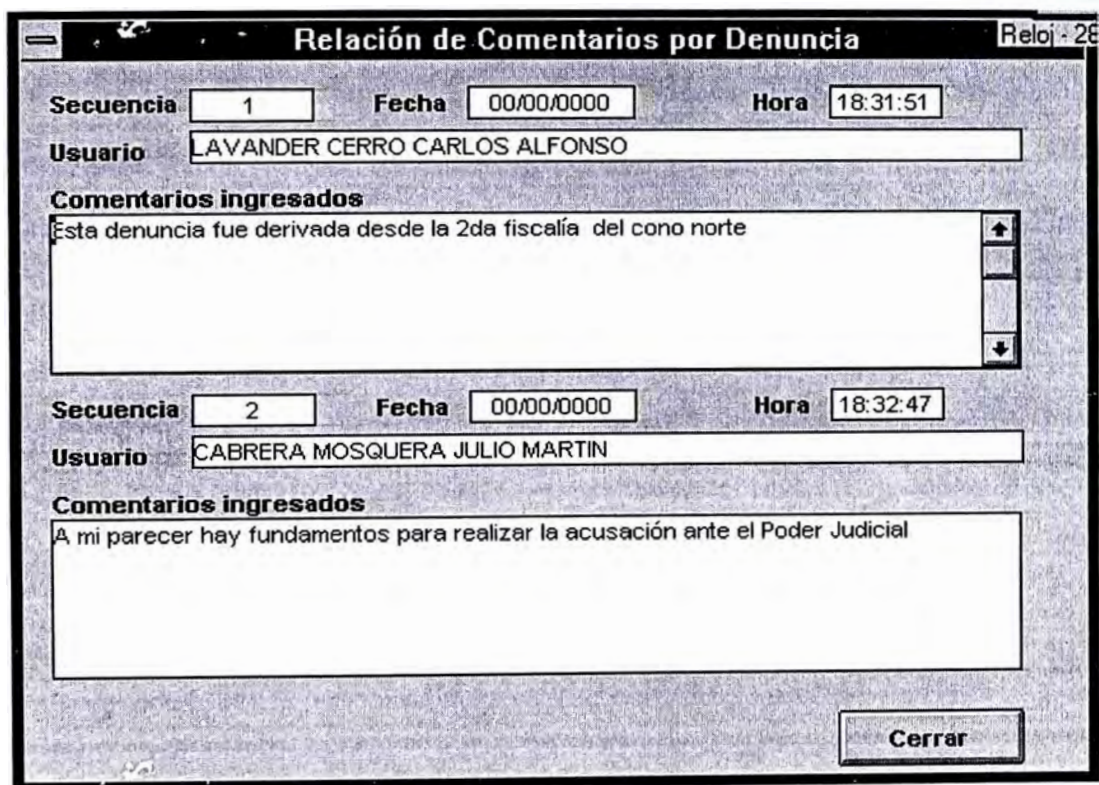 Relación de Comentarios por Denuncia
Reloj - 28
Secuencia 1 Fecha 00/00/0000 Hora 18:31:51
Usuario LAVANDER CERRO CARLOS ALFONSO
Comentarios ingresados
Esta denuncia fue derivada desde la 2da fiscalía del cono norte
Secuencia 2 Fecha 00/00/0000 Hora 18:32:47
Usuario CABRERA MOSQUERA JULIO MARTIN
Comentarios ingresados
A mi parecer hay fundamentos para realizar la acusación ante el Poder Judicial
Cerrar